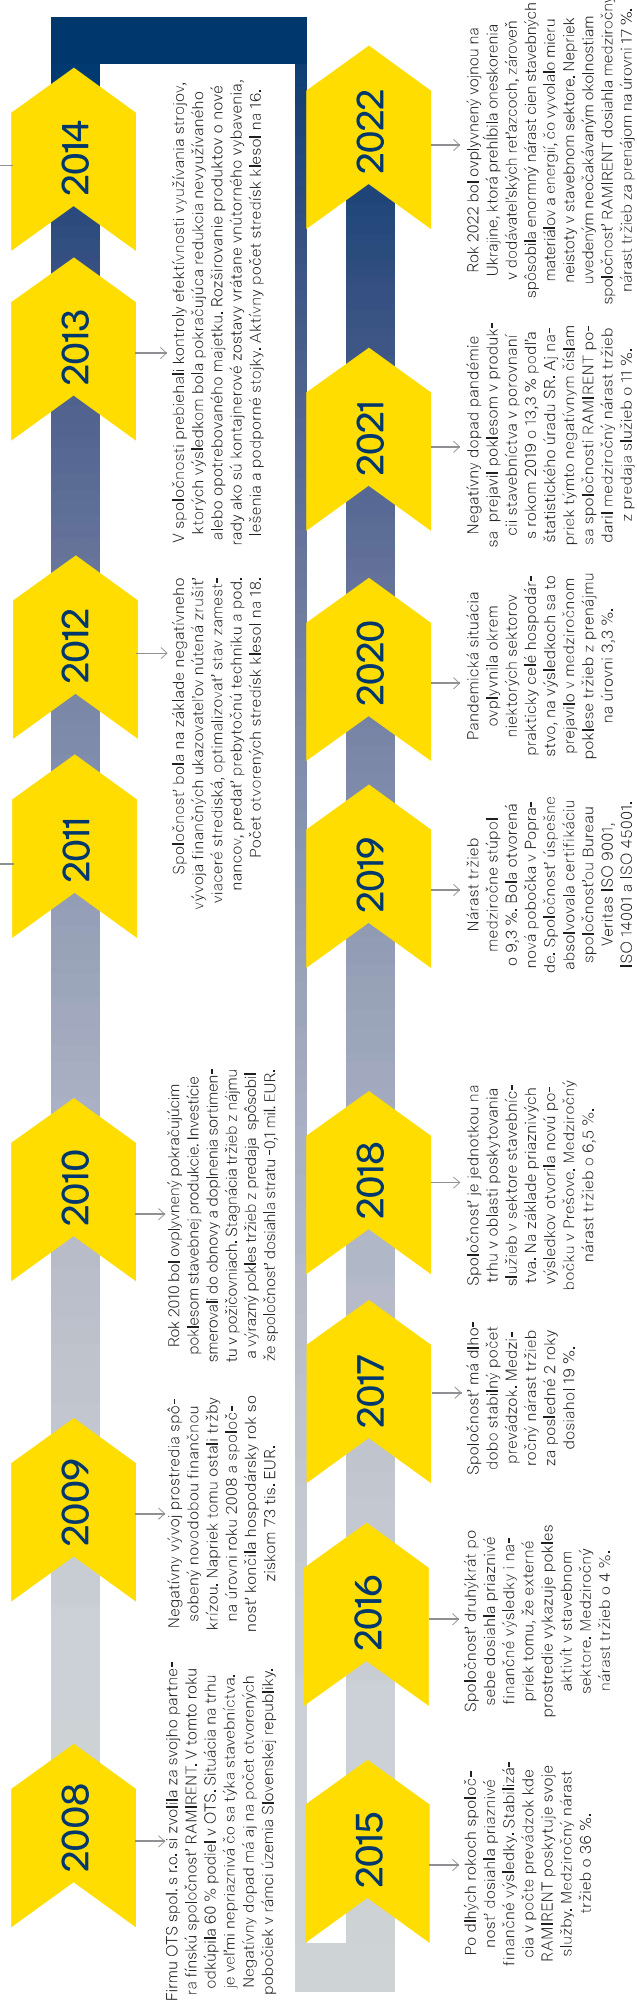 2008
Firmu OTS spol. s r.o. si zvolila za svojho partne-
ra fínsku spoločnosť RAMIRENT. V tomto roku
odkúpila 60 % podiel v OTS. Situácia na trhu
je veľmi nepriaznivá čo sa týka stavebníctva.
Negatívny dopad má aj na počet otvorených
pobočiek v rámci územia Slovenskej republiky.
2009
Negatívny vývoj prostredia spô-
sobený novodobou finančnou
krízou. Napriek tomu ostali tržby
na úrovni roku 2008 a spoloč-
nosť končila hospodársky rok so
ziskom 73 tis. EUR.
2010
Rok 2010 bol ovplyvnený pokračujúcim
poklesom stavebnej produkcie. Investície
smerovali do obnovy a doplnenia sortimen-
tu v požičovniach. Stagnácia tržieb z nájmu
a výrazný pokles tržieb z predaja spôsobil
že spoločnosť dosiahla stratu -0,1 mil. EUR.
2011
2012
Spoločnosť bola na základe negatívneho
vývoja finančných ukazovateľov nútená zrušiť
viaceré strediská, optimalizovať stav zamest-
nancov, predať prebytočnú techniku a pod.
Počet otvorených stredísk klesol na 18.
2013
V spoločnosti prebiehali kontroly efektívnosti využívania strojov,
ktorých výsledkom bola pokračujúca redukcia nevyužívaného
alebo opotrebovaného majetku. Rozširovanie produktov o nové
rady ako sú kontajnerové zostavy vrátane vnútorného vybavenia,
lešenia a podporné stojky. Aktívny počet stredísk klesol na 16.
2014
2015
Po dlhých rokoch spoloč-
nosť dosiahla priaznivé
finančné výsledky. Stabilizá-
cia v počte prevádzok kde
RAMIRENT poskytuje svoje
služby. Medziročný nárast
tržieb o 36 %.
2016
Spoločnosť druhýkrát po
sebe dosiahla priaznivé
finančné výsledky i na-
priek tomu, že externé
prostredie vykazuje pokles
aktivít v stavebnom
sektore. Medziročný
nárast tržieb o 4 %.
2017
Spoločnosť má dlho-
dobo stabilný počet
prevádzok. Medzi-
ročný nárast tržieb
za posledné 2 roky
dosiahol 19 %.
2018
Spoločnosť je jednotkou na
trhu v oblasti poskytovania
služieb v sektore stavebníc-
tva. Na základe priaznivých
výsledkov otvorila novú po-
bočku v Prešove. Medziročný
nárast tržieb o 6,5 %.
2019
Nárast tržieb
medziročne stúpol
o 9,3 %. Bola otvorená
nová pobočka v Popra-
de. Spoločnosť úspešne
absolvovala certifikáciu
spoločnosťou Bureau
Veritas ISO 9001,
ISO 14001 a ISO 45001.
2020
Pandemická situácia
ovplyvnila okrem
niektorých sektorov
prakticky celé hospodár-
stvo, na výsledkoch sa to
prejavilo v medziročnom
poklese tržieb z prenájmu
na úrovni 3,3 %.
2021
Negatívny dopad pandémie
sa prejavil poklesom v produk-
cii stavebníctva v porovnaní
s rokom 2019 o 13,3 % podľa
štatistického úradu SR. Aj na-
priek týmto negatívnym číslam
sa spoločnosti RAMIRENT po-
daril medziročný nárast tržieb
z predaja služieb o 11 %.
2022
Rok 2022 bol ovplyvnený vojnou na
Ukrajine, ktorá prehĺbila oneskorenia
v dodávateľských reťazcoch, zároveň
spôsobila enormný nárast cien stavebných
materiálov a energií, čo vyvolalo mieru
neistoty v stavebnom sektore. Nepriek
uvedeným neočakávaným okolnostiam
spoločnosť RAMIRENT dosiahla medziročný
nárast tržieb za prenájom na úrovni 17 %.